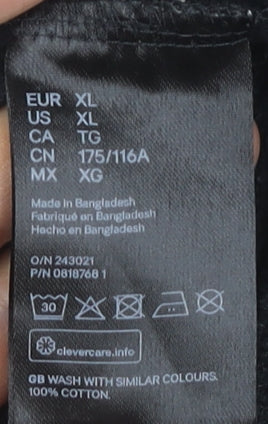 EUR XL
US XL
CA TG
CN 175/116A
MX XG
Made in Bangladesh
Fabriqué en Bangladesh
Hecho en Bangladesh
O/N 243021
P/N 0818768 1
30
clevercare.info
GB WASH WITH SIMILAR COLOURS.
100% COTTON.